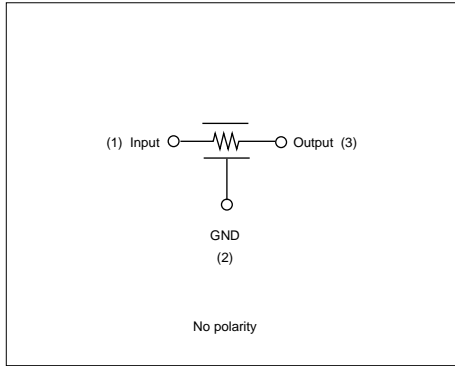 (1) Input Output (3)
GND
(2)
No polarity